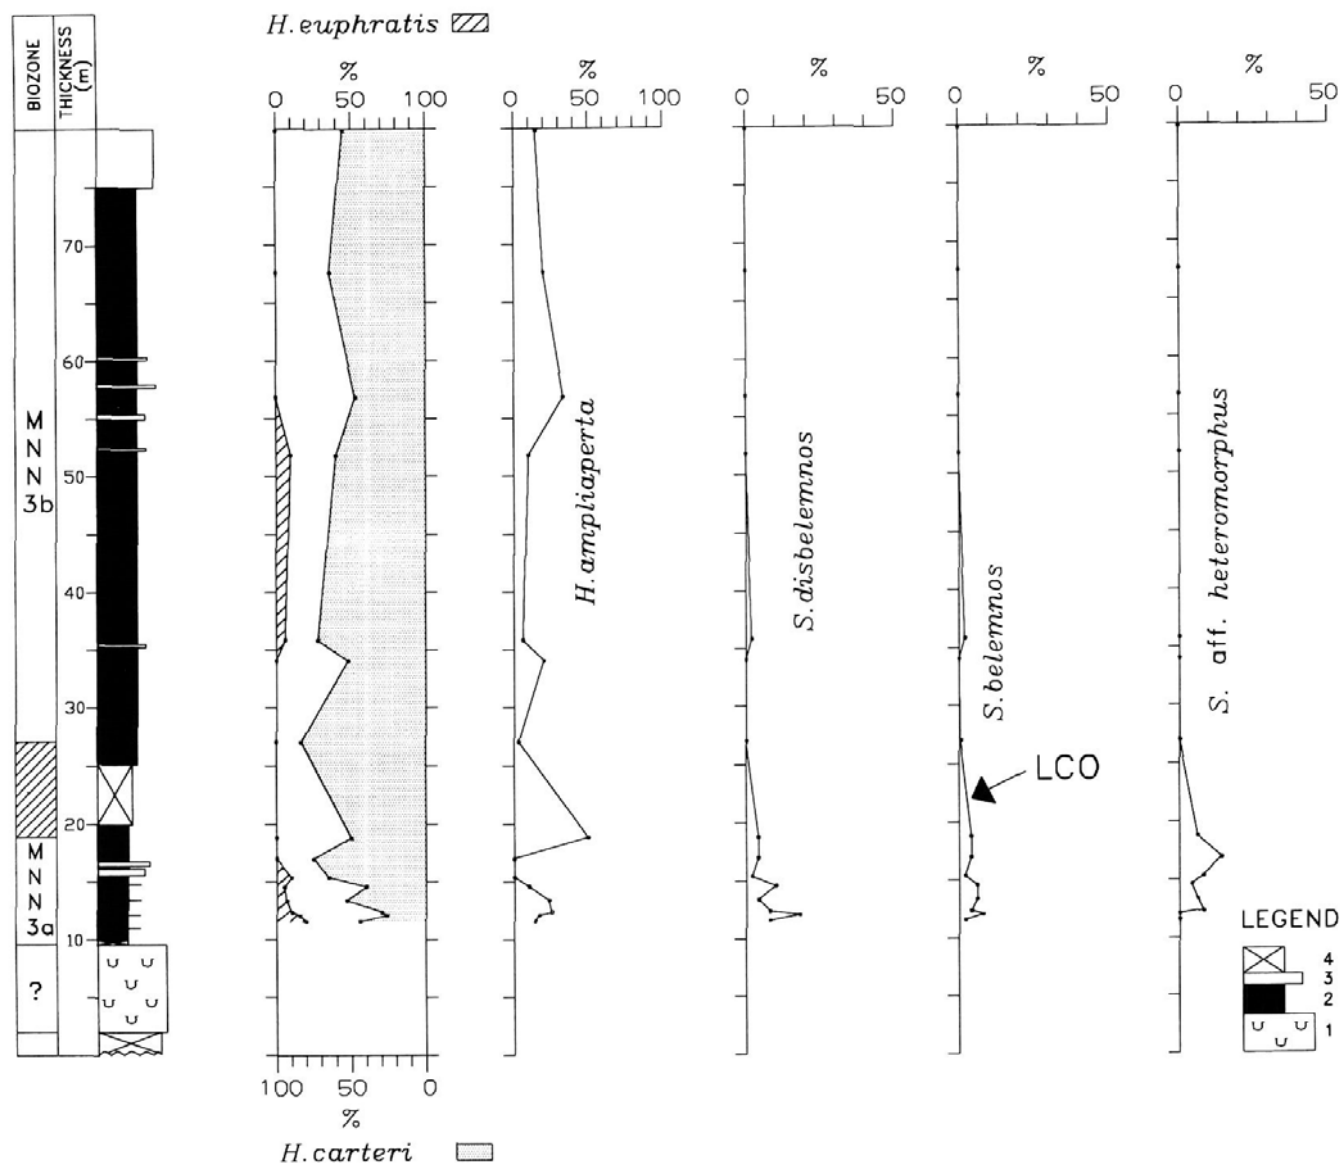 H. euphratis
BIOZONE
THICKNESS (m)
% % % % %
0 50 100
0 50 100
0 50
0 50
0 50
70
60
50
40
30
20
10
M
N
N
3b
M
N
N
3a
?
H. ampliaperta
S. disbelemnos
S. belemnos
S. aff. heteromorphus
LCO
LEGEND
4
3
2
1
100 50 0
%
H. carteri